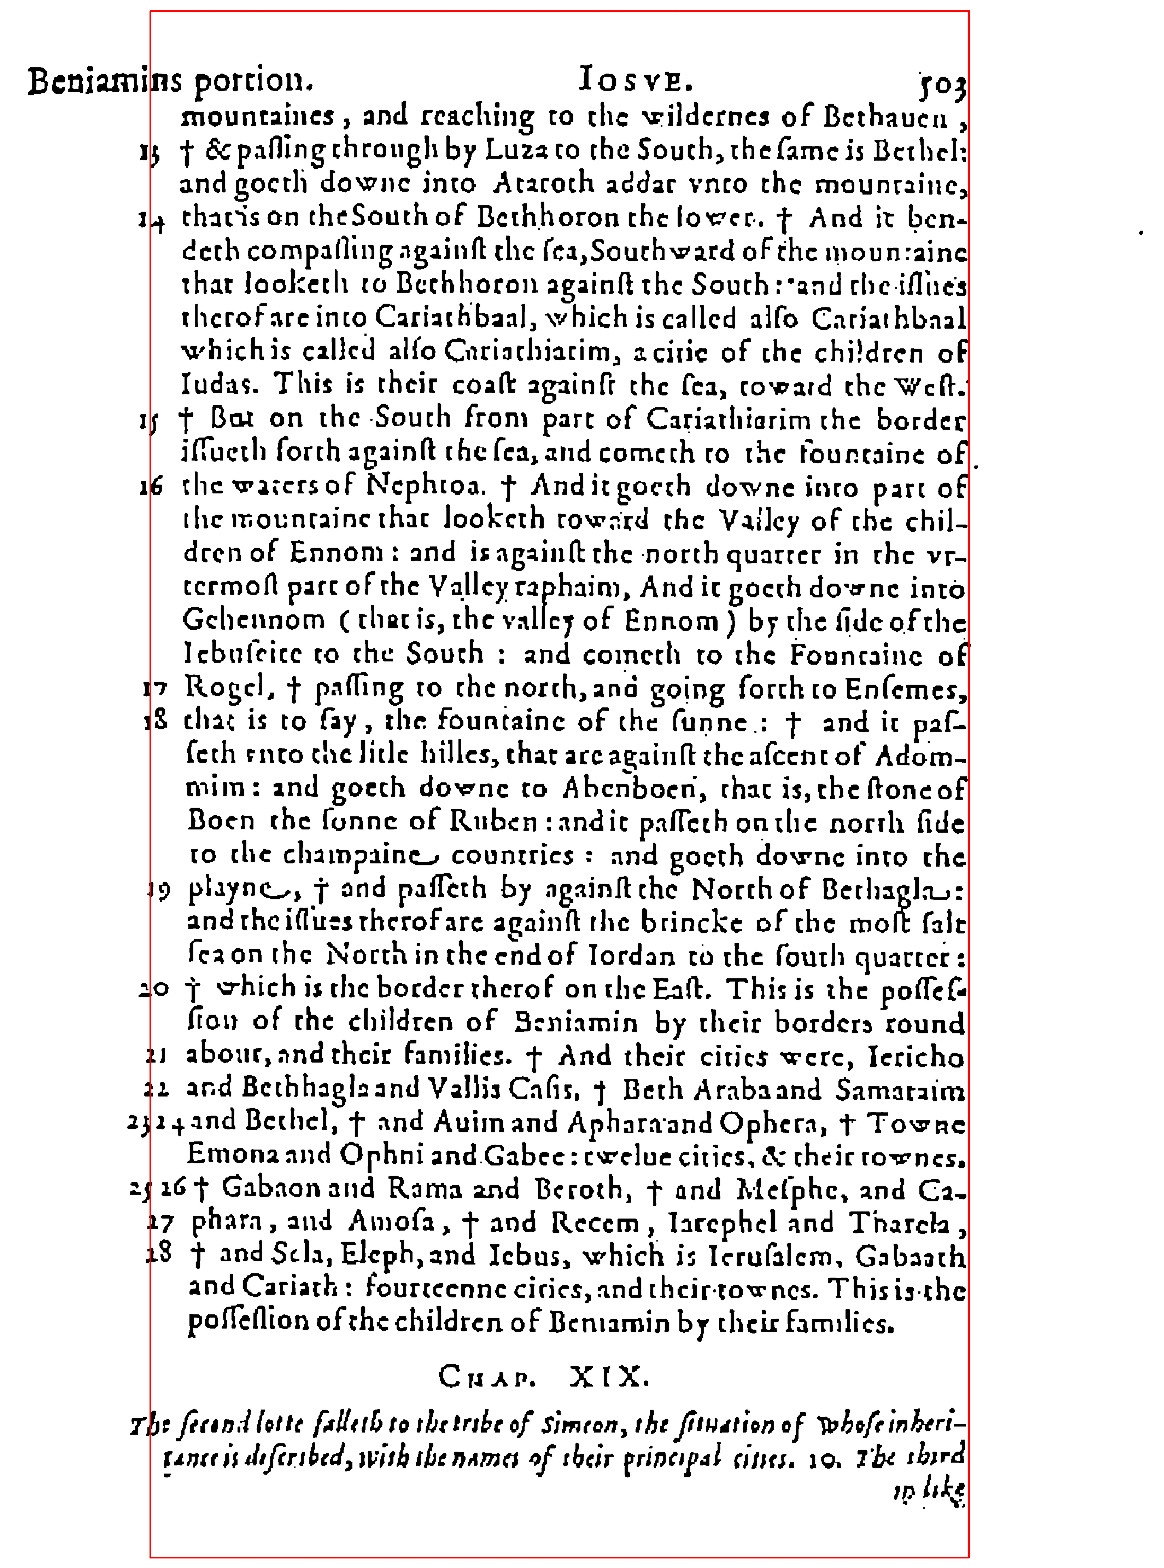 Beniamins portion. IOSVE. 503
mountaines, and reaching to the wildernes of Bethauen,
13 † & paſſing through by Luza to the South, the ſame is Bethel:
and goeth downe into Ataroth addar vnto the mountaine,
14 that is on the South of Bethhoron the lower. † And it ben-
deth compaſſing againſt the ſea, Southward of the mountaine
that looketh to Bethhoron againſt the South: and the iſſues
therof are into Cariathbaal, which is called alſo Cariathbaal
which is called alſo Cariathiarim, a citie of the children of
Iudas. This is their coaſt againſt the ſea, toward the Weſt.
15 † But on the South from part of Cariathiarim the border
iſſueth forth againſt the ſea, and cometh to the fountaine of
16 the waters of Nephtoa. † And it goeth downe into part of
the mountaine that looketh toward the Valley of the chil-
dren of Ennom: and is againſt the north quarter in the vt-
termoſt part of the Valley raphaim, And it goeth downe into
Gehennom (that is, the valley of Ennom) by the ſide of the
Iebuſeite to the South: and cometh to the Fountaine of
17 Rogel, † paſſing to the north, and going forth to Enſemes,
18 that is to ſay, the fountaine of the ſunne: † and it paſ-
ſeth vnto the litle hilles, that are againſt the aſcent of Adom-
mim: and goeth downe to Abenboen, that is, the ſtone of
Boen the ſonne of Ruben: and it paſſeth on the north ſide
to the champaine countries: and goeth downe into the
19 playne, † and paſſeth by againſt the North of Bethagla:
and the iſſues therof are againſt the brincke of the moſt ſalt
ſea on the North in the end of Iordan to the ſouth quarter:
20 † which is the border therof on the Eaſt. This is the poſſeſ-
ſion of the children of Beniamin by their borders round
21 about, and their families. † And their cities were, Iericho
22 and Bethhagla and Vallis Caſis, † Beth Araba and Samaraim
23 24 and Bethel, † and Auim and Aphara and Ophera, † Towne
Emona and Ophni and Gabee: twelue cities, & their townes.
25 26 † Gabaon and Rama and Beroth, † and Meſphe, and Ca-
27 phara, and Amoſa, † and Recem, Iarephel and Tharela,
28 † and Sela, Eleph, and Iebus, which is Ieruſalem, Gabaath
and Cariath: fourteenne cities, and their townes. This is the
poſſeſſion of the children of Beniamin by their families.
CHAP. XIX.
The ſecond lotte falleth to the tribe of Simeon, the ſituation of whoſe inheri-
tance is deſcribed, with the names of their principal cities. 10. The third
in like